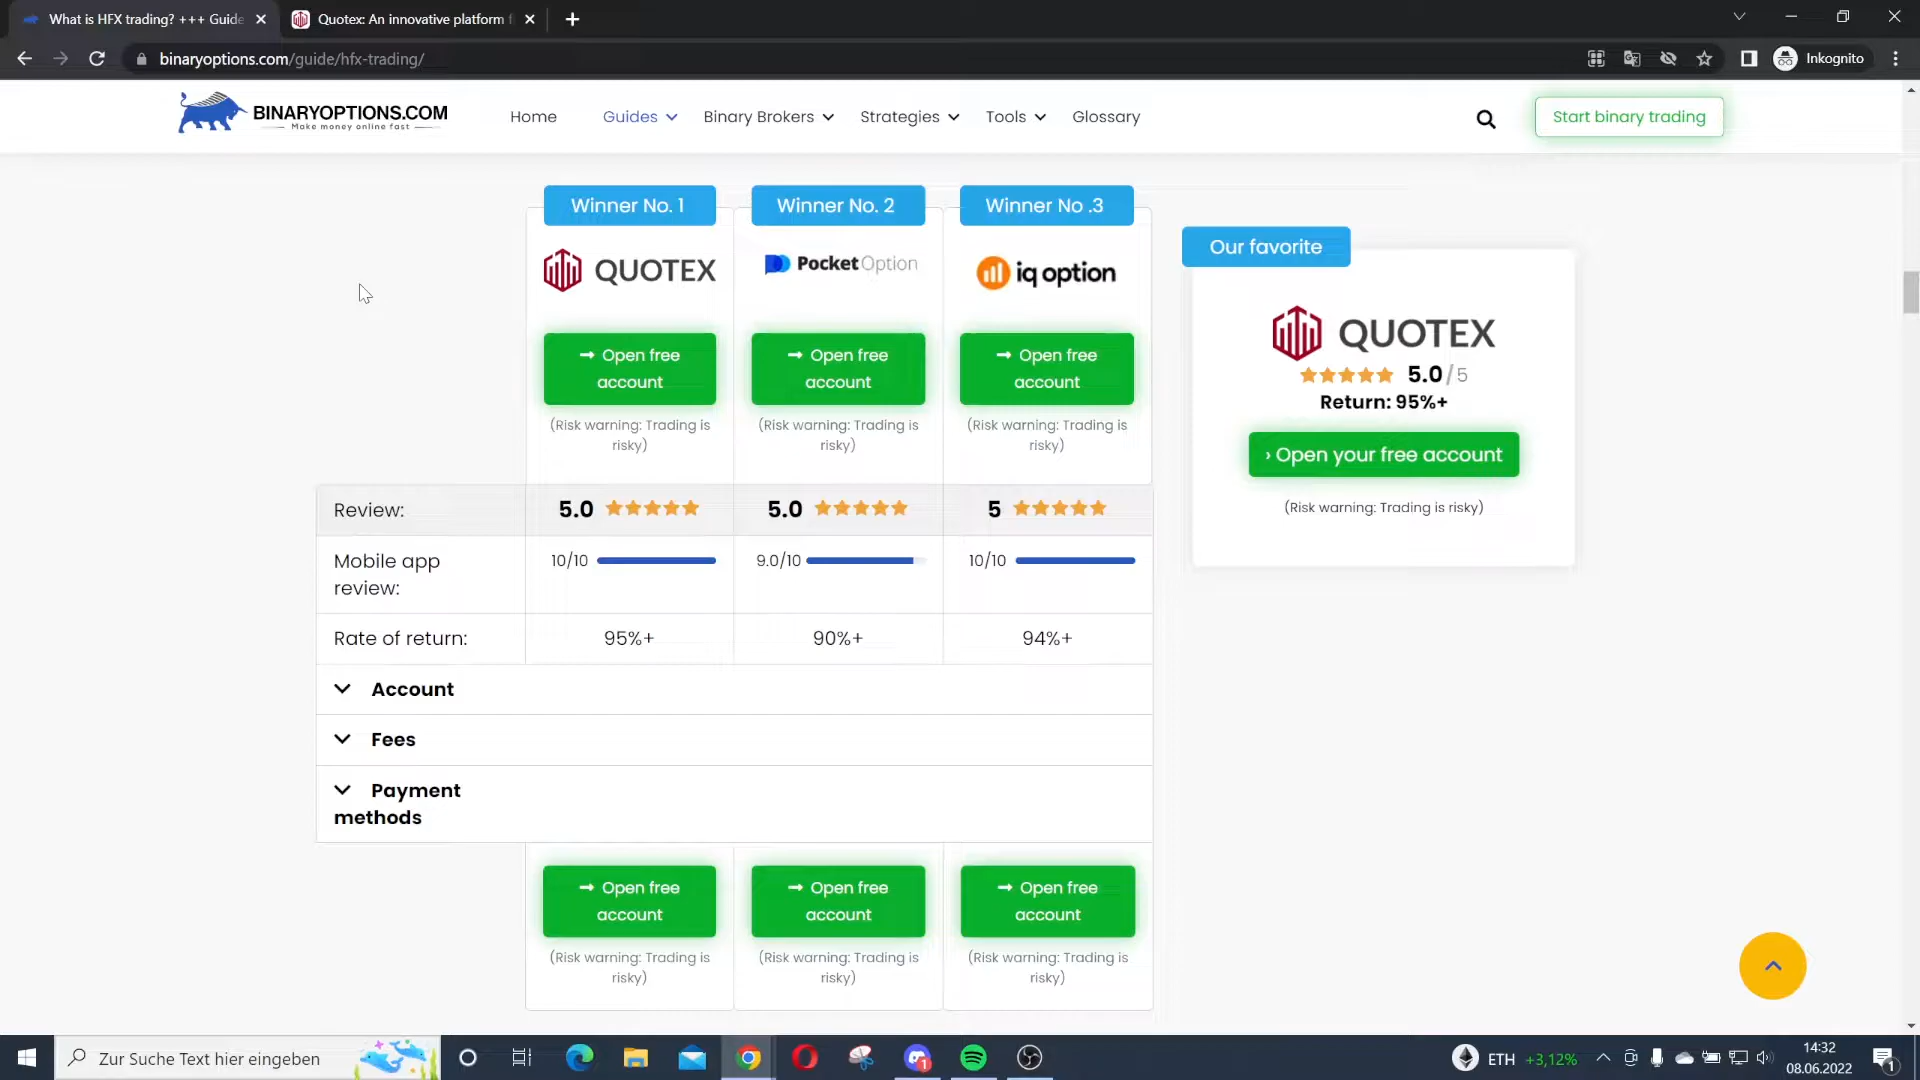 What is HFX trading? +++ Guide
Quotex: An innovative platform f
binaryoptions.com/guide/hfx-trading/
Inkognito
BINARYOPTIONS.COM
Make money online fast
Home
Guides
Binary Brokers
Strategies
Tools
Glossary
Start binary trading
Winner No. 1
Winner No. 2
Winner No .3
QUOTEX
PocketOption
iq option
→ Open free
account
→ Open free
account
→ Open free
account
(Risk warning: Trading is
risky)
(Risk warning: Trading is
risky)
(Risk warning: Trading is
risky)
Our favorite
QUOTEX
5.0/5
Return: 95%+
› Open your free account
(Risk warning: Trading is risky)
Review:
5.0
5.0
5
Mobile app
review:
10/10
9.0/10
10/10
Rate of return:
95%+
90%+
94%+
Account
Fees
Payment
methods
→ Open free
account
→ Open free
account
→ Open free
account
(Risk warning: Trading is
risky)
(Risk warning: Trading is
risky)
(Risk warning: Trading is
risky)
Zur Suche Text hier eingeben
1
ETH +3,12%
14:32
08.06.2022
1